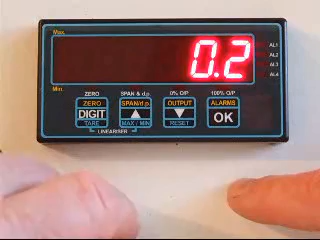 Max.
0.2
AL1
AL2
AL3
AL4
Min.
ZERO SPAN & d.p. 0% O/P 100% O/P
ZERO SPAN/d.p. OUTPUT ALARMS
DIGIT OK
TARE MAX / MIN RESET
LINEARISER